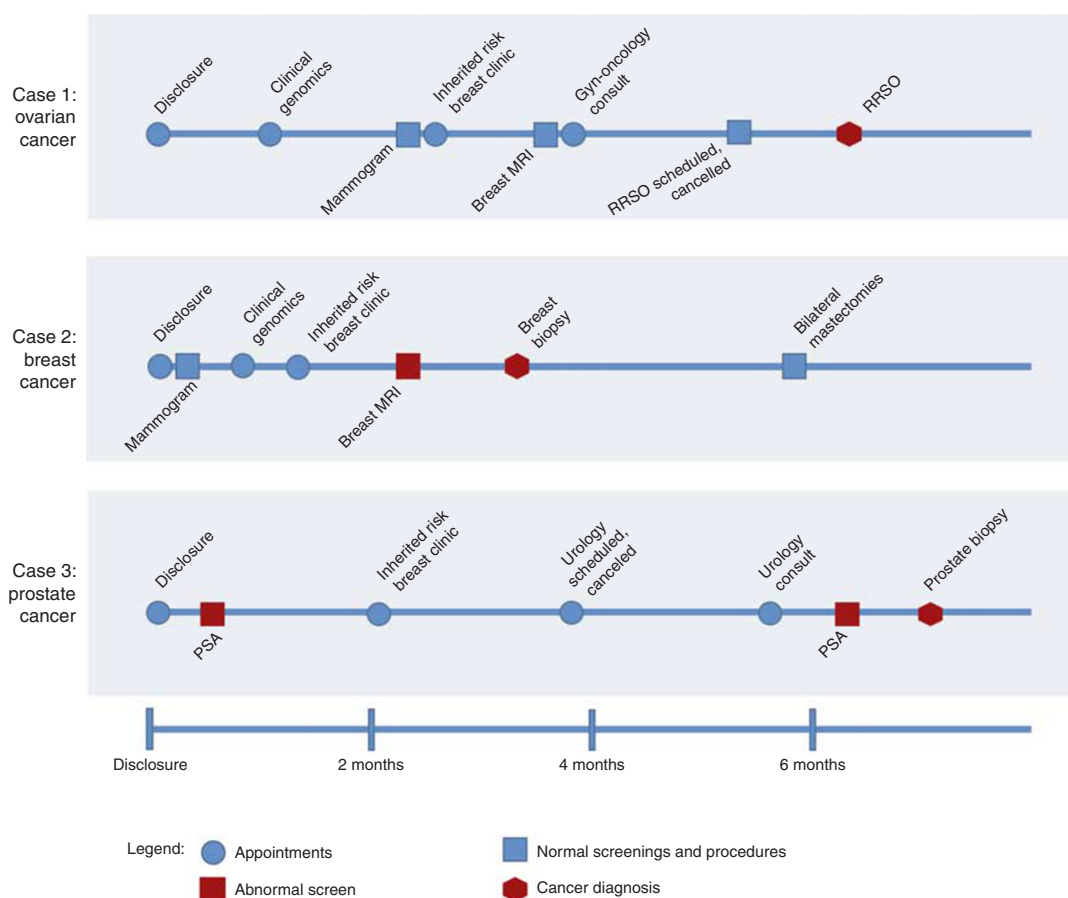 Case 1:
ovarian
cancer
Disclosure
Clinical
genomics
Mammogram
Inherited risk
breast clinic
Breast MRI
Gyn-oncology
consult
RRSO scheduled,
cancelled
RRSO
Case 2:
breast
cancer
Disclosure
Mammogram
Clinical
genomics
Inherited risk
breast clinic
Breast MRI
Breast
biopsy
Bilateral
mastectomies
Case 3:
prostate
cancer
Disclosure
PSA
Inherited risk
breast clinic
Urology
scheduled,
canceled
Urology
consult
PSA
Prostate biopsy
Disclosure
2 months
4 months
6 months
Legend:
Appointments
Normal screenings and procedures
Abnormal screen
Cancer diagnosis